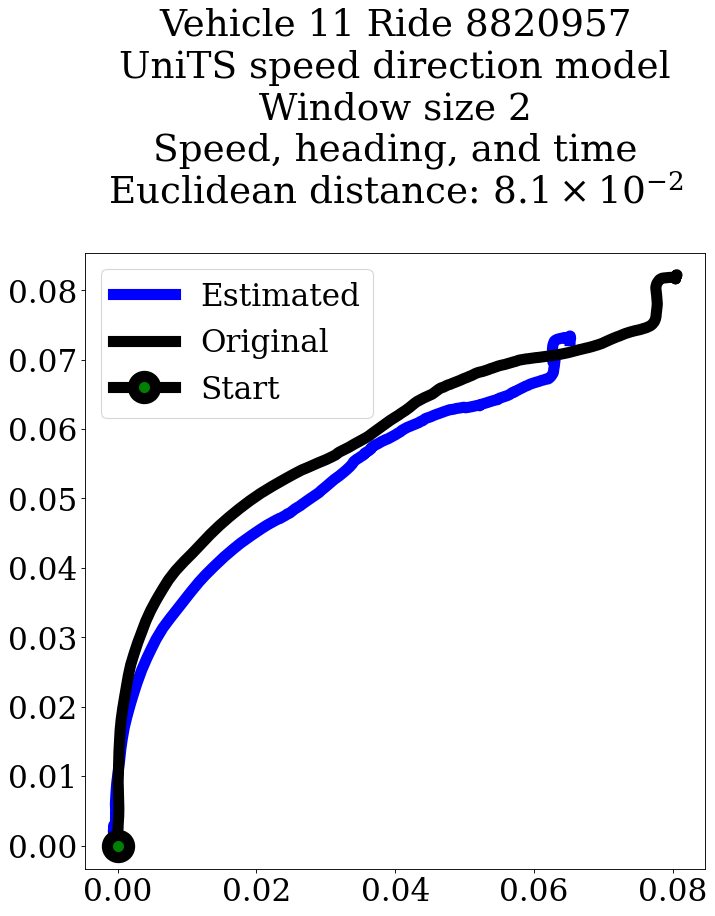 Vehicle 11 Ride 8820957
UniTS speed direction model
Window size 2
Speed, heading, and time
Euclidean distance: 8.1 × 10⁻²
Estimated
Original
Start
0.08
0.07
0.06
0.05
0.04
0.03
0.02
0.01
0.00
0.00 0.02 0.04 0.06 0.08